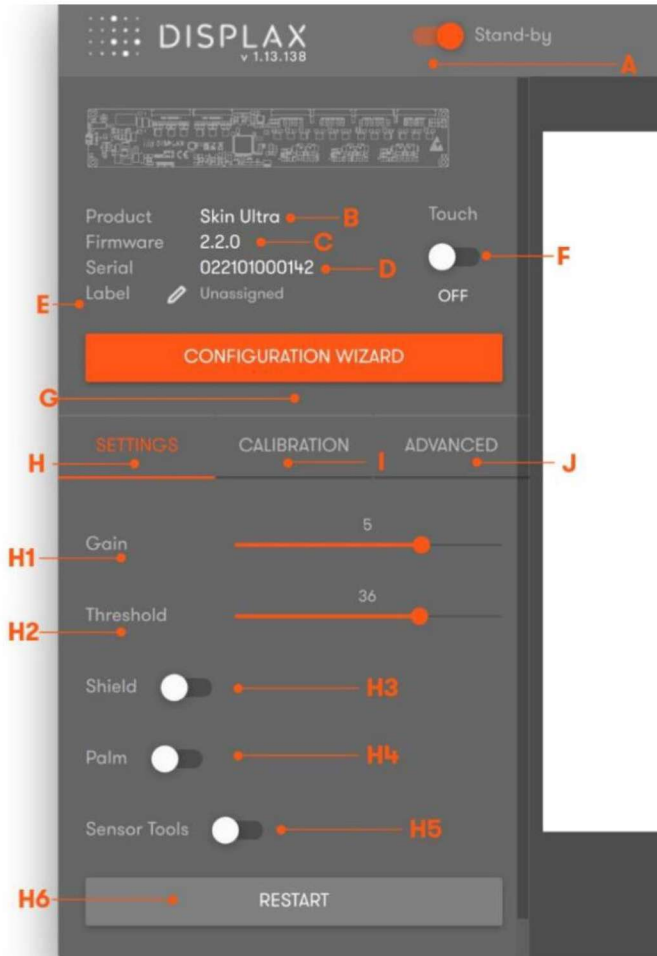 DISPLAX
v 1.13.138
Stand-by
A
Product Skin Ultra B
Touch
Firmware 2.2.0 C
F
Serial 022101000142 D
E Label Unassigned
OFF
CONFIGURATION WIZARD
G
SETTINGS CALIBRATION ADVANCED
H I J
5
Gain
H1
36
Threshold
H2
Shield H3
Palm H4
Sensor Tools H5
H6 RESTART